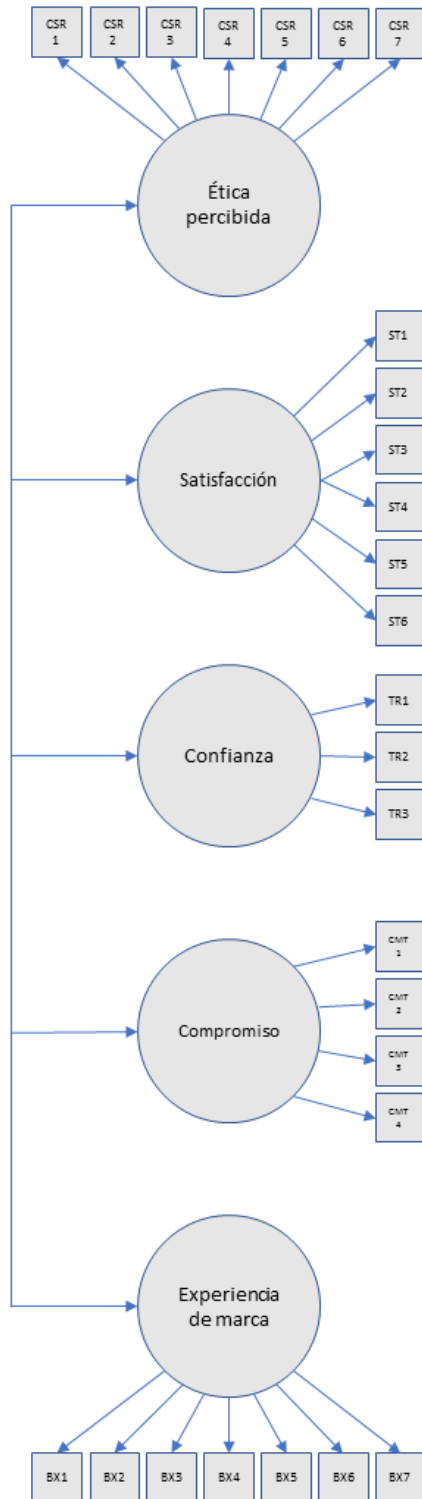 CSR
1
CSR
2
CSR
3
CSR
4
CSR
5
CSR
6
CSR
7
Ética
percibida
ST1
ST2
ST3
Satisfacción
ST4
ST5
ST6
TR1
Confianza
TR2
TR3
CMT
1
CMT
2
Compromiso
CMT
3
CMT
4
Experiencia
de marca
BX1
BX2
BX3
BX4
BX5
BX6
BX7